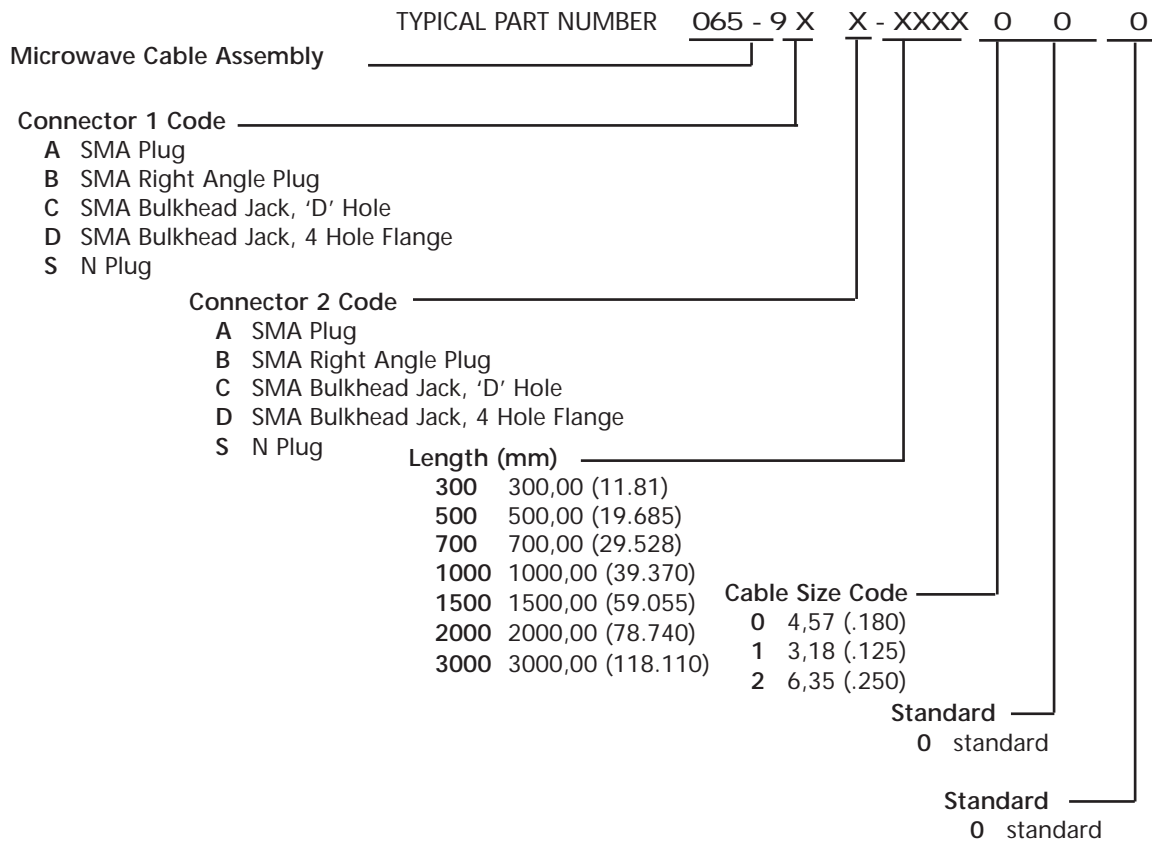 TYPICAL PART NUMBER 065 - 9 X X - XXXX 0 0 0
Microwave Cable Assembly
Connector 1 Code
A SMA Plug
B SMA Right Angle Plug
C SMA Bulkhead Jack, ‘D’ Hole
D SMA Bulkhead Jack, 4 Hole Flange
S N Plug
Connector 2 Code
A SMA Plug
B SMA Right Angle Plug
C SMA Bulkhead Jack, ‘D’ Hole
D SMA Bulkhead Jack, 4 Hole Flange
S N Plug
Length (mm)
300 300,00 (11.81)
500 500,00 (19.685)
700 700,00 (29.528)
1000 1000,00 (39.370)
1500 1500,00 (59.055)
2000 2000,00 (78.740)
3000 3000,00 (118.110)
Cable Size Code
0 4,57 (.180)
1 3,18 (.125)
2 6,35 (.250)
Standard
0 standard
Standard
0 standard